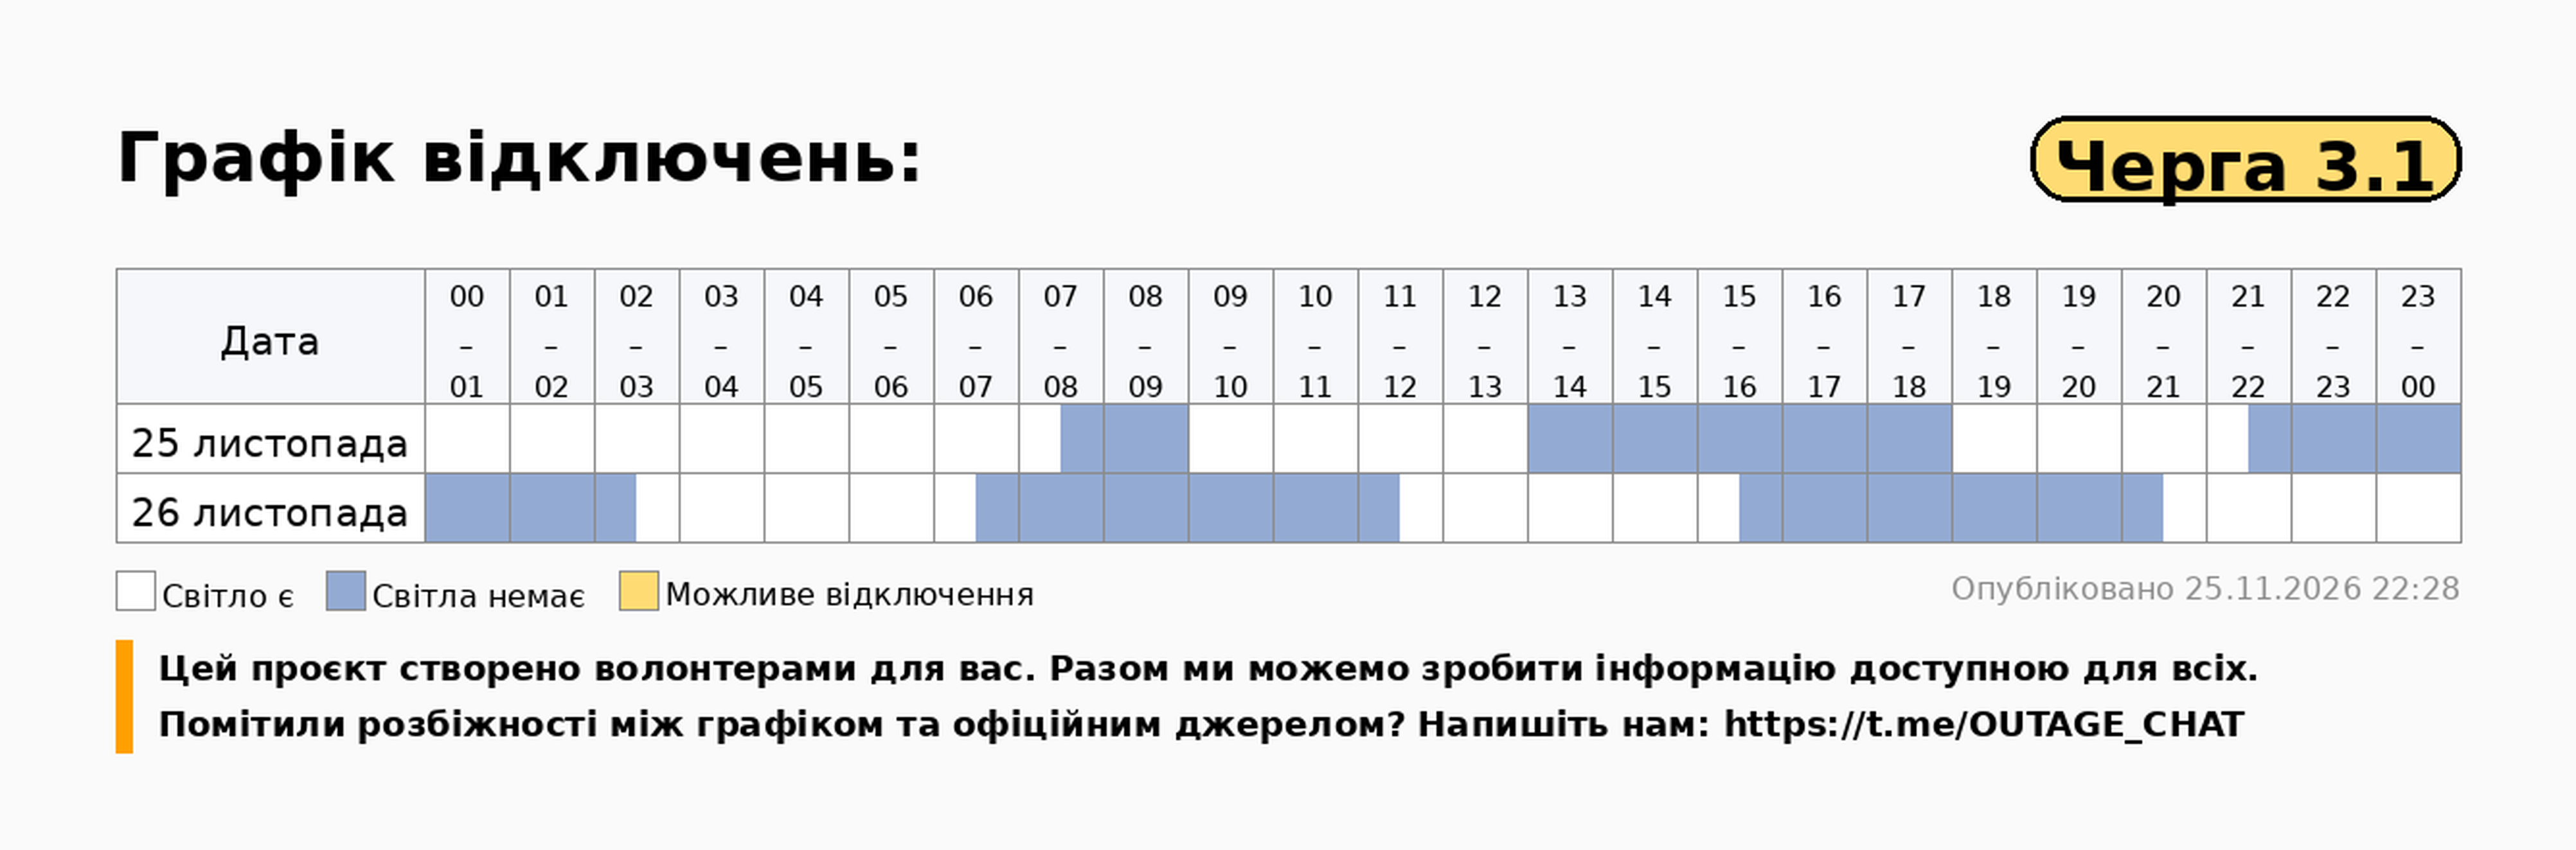 Графік відключень:
Черга 3.1
Дата
00 – 01
01 – 02
02 – 03
03 – 04
04 – 05
05 – 06
06 – 07
07 – 08
08 – 09
09 – 10
10 – 11
11 – 12
12 – 13
13 – 14
14 – 15
15 – 16
16 – 17
17 – 18
18 – 19
19 – 20
20 – 21
21 – 22
22 – 23
23 – 00
25 листопада
26 листопада
Світло є
Світла немає
Можливе відключення
Опубліковано 25.11.2026 22:28
Цей проєкт створено волонтерами для вас. Разом ми можемо зробити інформацію доступною для всіх.
Помітили розбіжності між графіком та офіційним джерелом? Напишіть нам: https://t.me/OUTAGE_CHAT